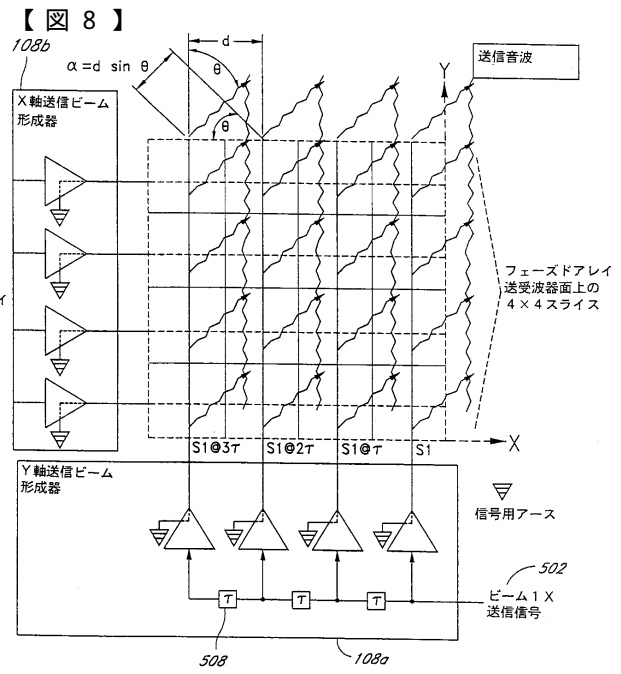 【図8】
108b
α=d sin θ
d
θ
θ
Y
送信音波
X軸送信ビーム
形成器
イ
フェーズドアレイ
送受波器面上の
4×4スライス
S1@3τ
S1@2τ
S1@τ
S1
X
Y軸送信ビーム
形成器
信号用アース
502
τ
τ
τ
ビーム1X
送信信号
508
108a